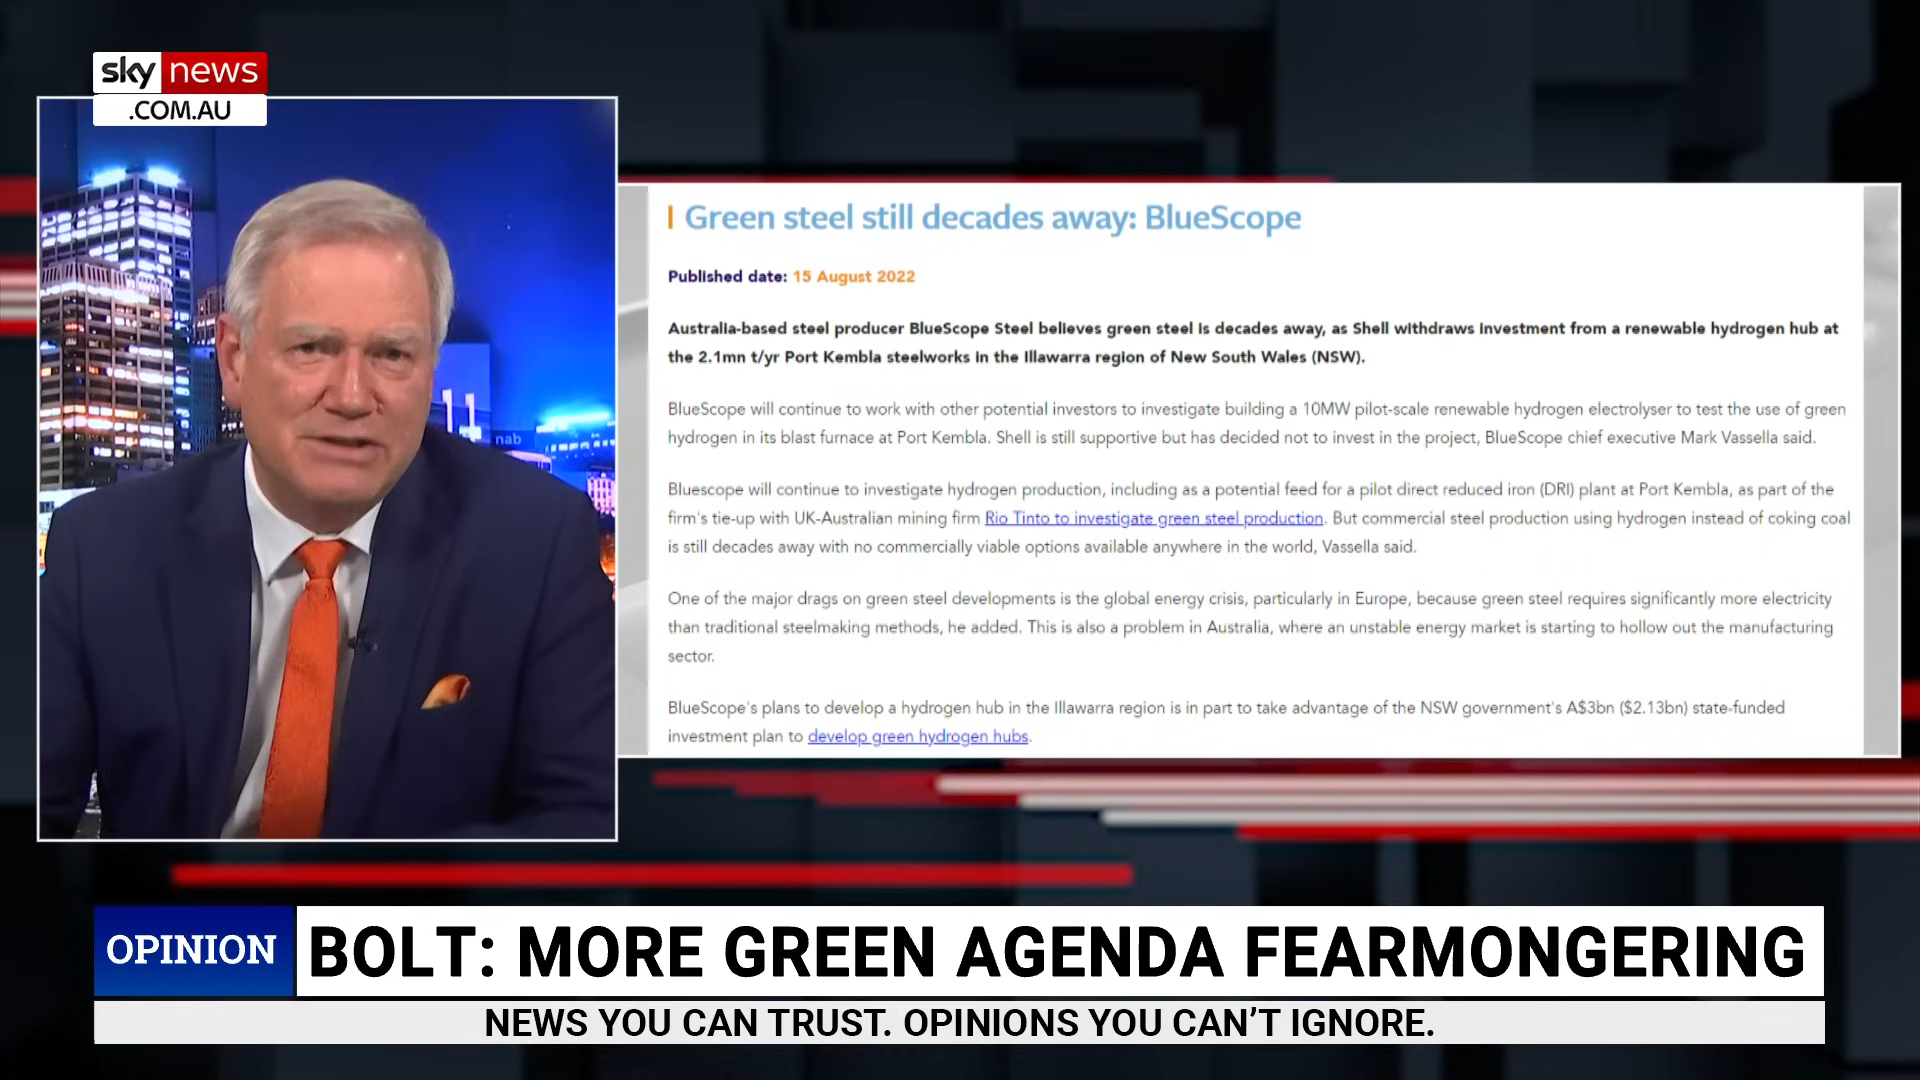 sky news
.COM.AU
nab
Green steel still decades away: BlueScope
Published date: 15 August 2022
Australia-based steel producer BlueScope Steel believes green steel is decades away, as Shell withdraws investment from a renewable hydrogen hub at
the 2.1mn t/yr Port Kembla steelworks in the Illawarra region of New South Wales (NSW).
BlueScope will continue to work with other potential investors to investigate building a 10MW pilot-scale renewable hydrogen electrolyser to test the use of green
hydrogen in its blast furnace at Port Kembla. Shell is still supportive but has decided not to invest in the project, BlueScope chief executive Mark Vassella said.
Bluescope will continue to investigate hydrogen production, including as a potential feed for a pilot direct reduced iron (DRI) plant at Port Kembla, as part of the
firm's tie-up with UK-Australian mining firm Rio Tinto to investigate green steel production. But commercial steel production using hydrogen instead of coking coal
is still decades away with no commercially viable options available anywhere in the world, Vassella said.
One of the major drags on green steel developments is the global energy crisis, particularly in Europe, because green steel requires significantly more electricity
than traditional steelmaking methods, he added. This is also a problem in Australia, where an unstable energy market is starting to hollow out the manufacturing
sector.
BlueScope's plans to develop a hydrogen hub in the Illawarra region is in part to take advantage of the NSW government's A$3bn ($2.13bn) state-funded
investment plan to develop green hydrogen hubs.
OPINION
BOLT: MORE GREEN AGENDA FEARMONGERING
NEWS YOU CAN TRUST. OPINIONS YOU CAN'T IGNORE.